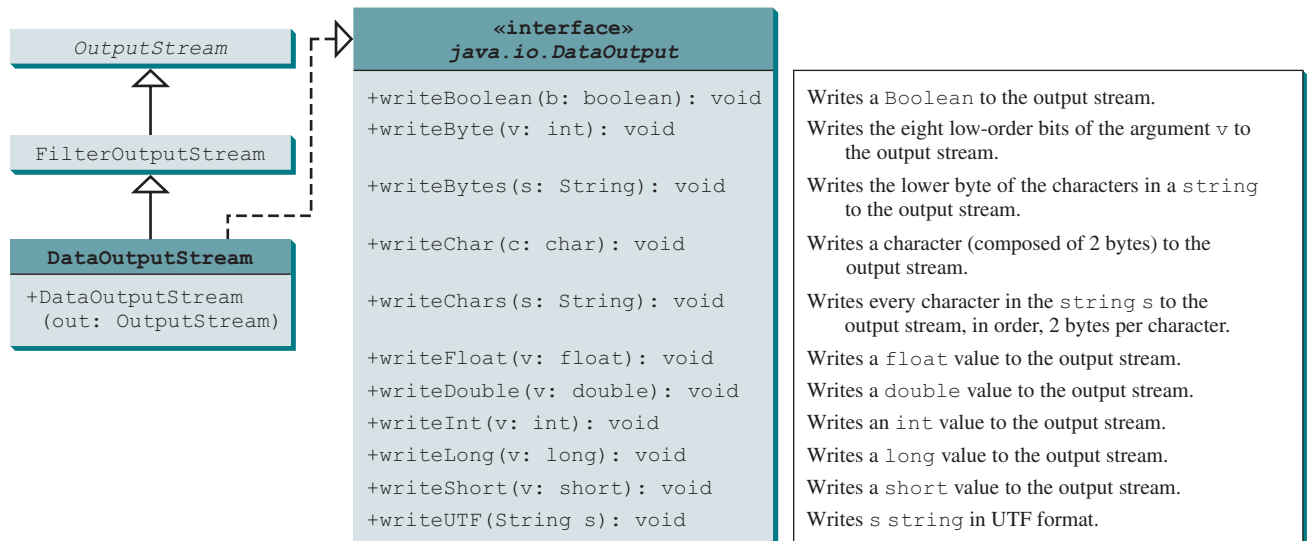 OutputStream
FilterOutputStream
DataOutputStream
+DataOutputStream
(out: OutputStream)
«interface»
java.io.DataOutput
+writeBoolean(b: boolean): void
+writeByte(v: int): void
+writeBytes(s: String): void
+writeChar(c: char): void
+writeChars(s: String): void
+writeFloat(v: float): void
+writeDouble(v: double): void
+writeInt(v: int): void
+writeLong(v: long): void
+writeShort(v: short): void
+writeUTF(String s): void
Writes a Boolean to the output stream.
Writes the eight low-order bits of the argument v to
the output stream.
Writes the lower byte of the characters in a string
to the output stream.
Writes a character (composed of 2 bytes) to the
output stream.
Writes every character in the string s to the
output stream, in order, 2 bytes per character.
Writes a float value to the output stream.
Writes a double value to the output stream.
Writes an int value to the output stream.
Writes a long value to the output stream.
Writes a short value to the output stream.
Writes s string in UTF format.